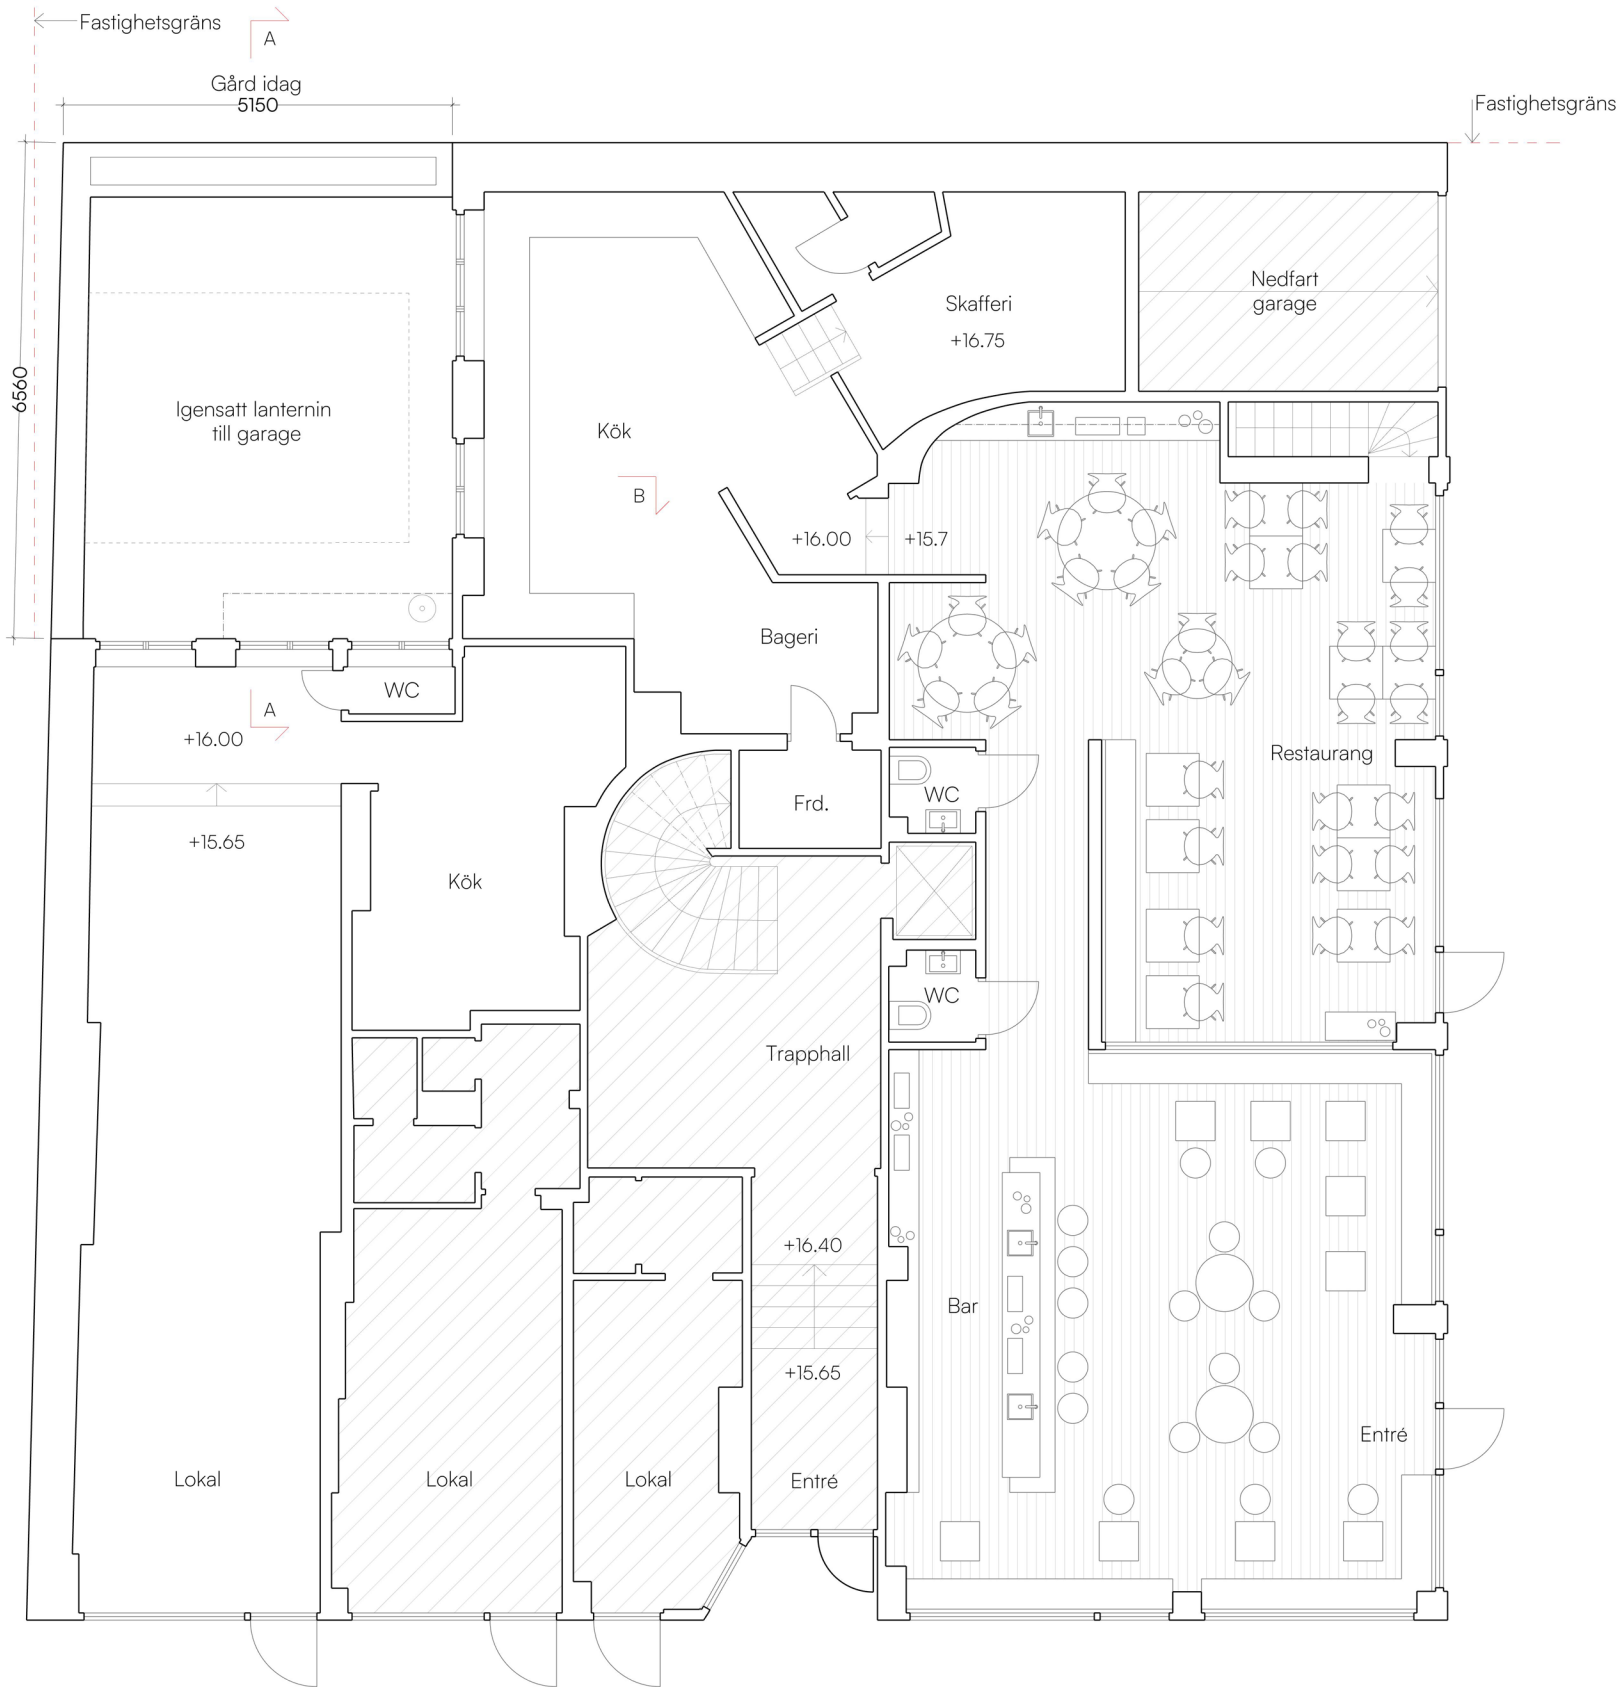 Fastighetsgräns
A
Gård idag
5150
Fastighetsgräns
6560
Nedfart
garage
Skafferi
+16.75
Igensatt lanternin
till garage
Kök
B
+16.00
+15.7
Bageri
WC
A
+16.00
Restaurang
WC
Frd.
+15.65
Kök
WC
Trapphall
+16.40
Bar
+15.65
Entré
Lokal
Lokal
Lokal
Entré